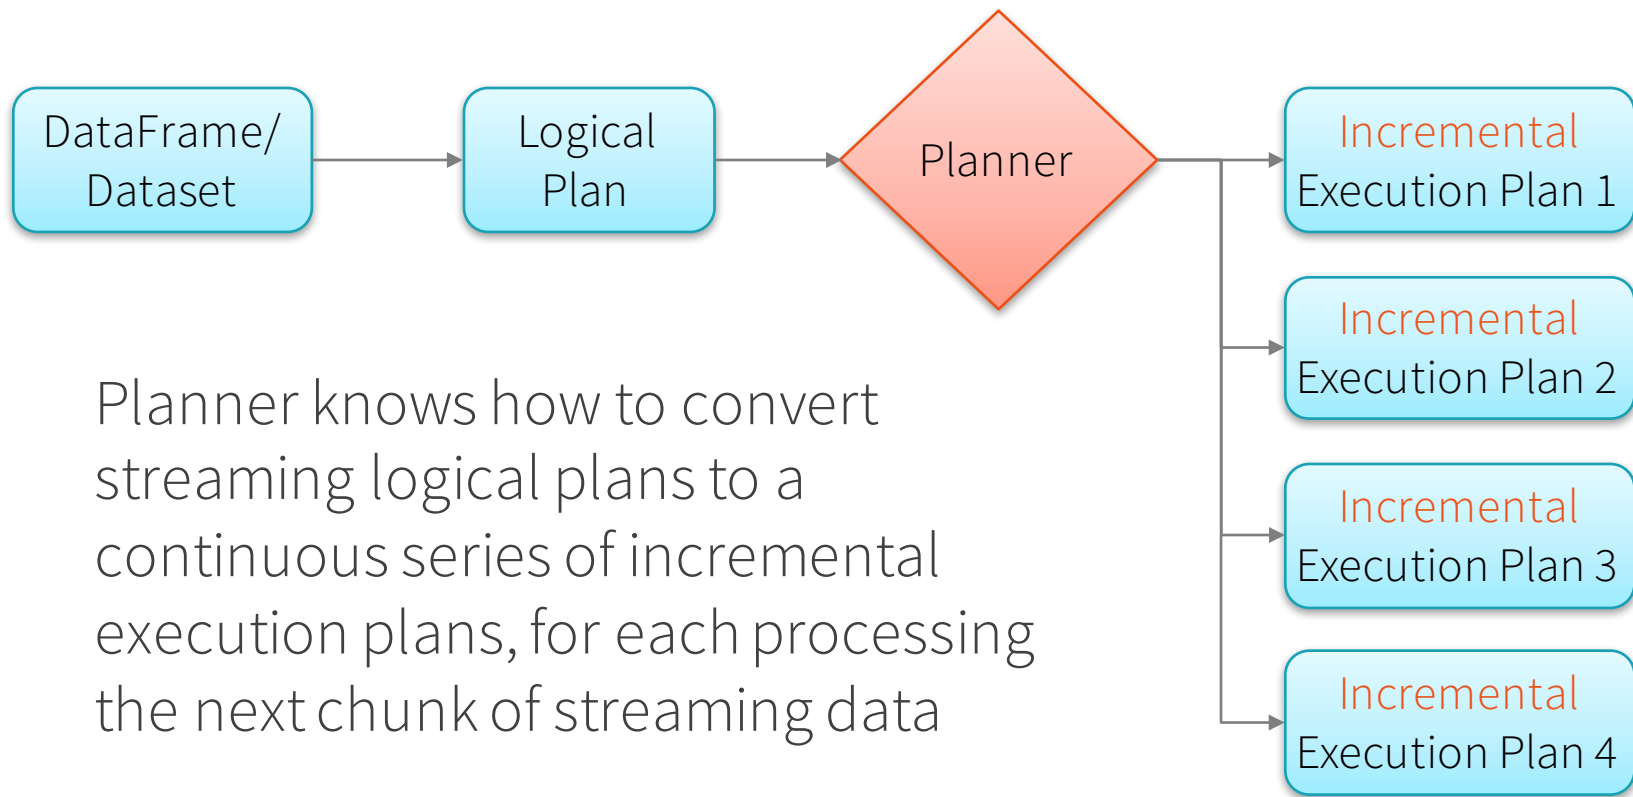 DataFrame/
Dataset
Logical
Plan
Planner
Incremental
Execution Plan 1
Incremental
Execution Plan 2
Incremental
Execution Plan 3
Incremental
Execution Plan 4
Planner knows how to convert
streaming logical plans to a
continuous series of incremental
execution plans, for each processing
the next chunk of streaming data